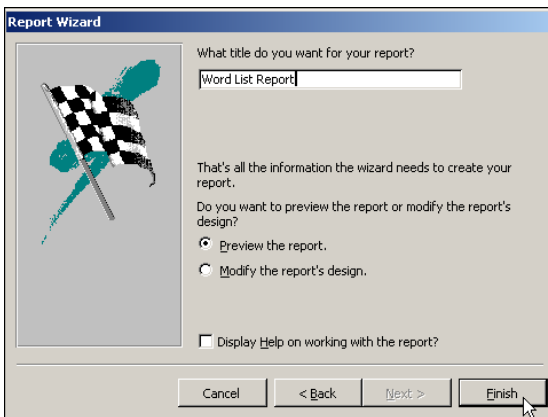 Report Wizard
What title do you want for your report?
Word List Report
That's all the information the wizard needs to create your
report.
Do you want to preview the report or modify the report's
design?
Preview the report.
Modify the report's design.
Display Help on working with the report?
Cancel
< Back
Next >
Finish